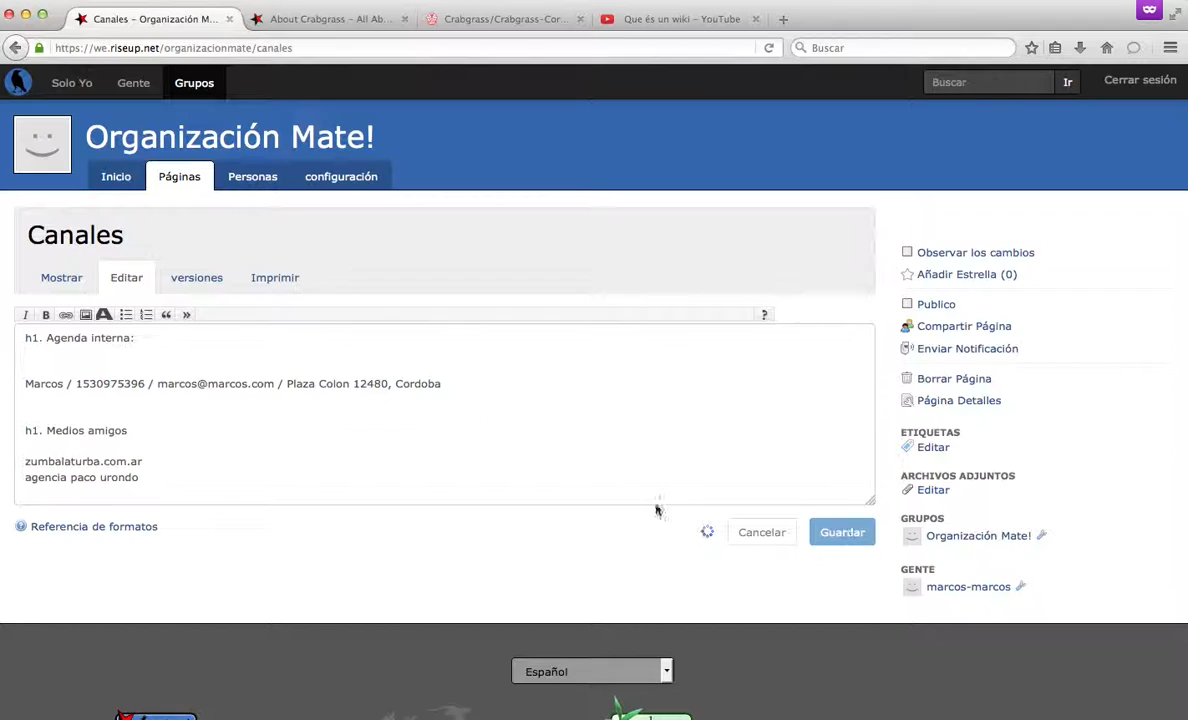 Canales – Organización M...
About Crabgrass – All Ab...
Crabgrass/Crabgrass-Cor...
Que és un wiki – YouTube
https://we.riseup.net/organizacionmate/canales
Buscar
Solo Yo
Gente
Grupos
Buscar
Ir
Cerrar sesión
Organización Mate!
Inicio
Páginas
Personas
configuración
Canales
Mostrar
Editar
versiones
Imprimir
I B A “ » ?
h1. Agenda interna:
Marcos / 1530975396 / marcos@marcos.com / Plaza Colon 12480, Cordoba
h1. Medios amigos
zumbalaturba.com.ar
agencia paco urondo
Referencia de formatos
Cancelar
Guardar
Observar los cambios
Añadir Estrella (0)
Publico
Compartir Página
Enviar Notificación
Borrar Página
Página Detalles
ETIQUETAS
Editar
ARCHIVOS ADJUNTOS
Editar
GRUPOS
Organización Mate!
GENTE
marcos-marcos
Español